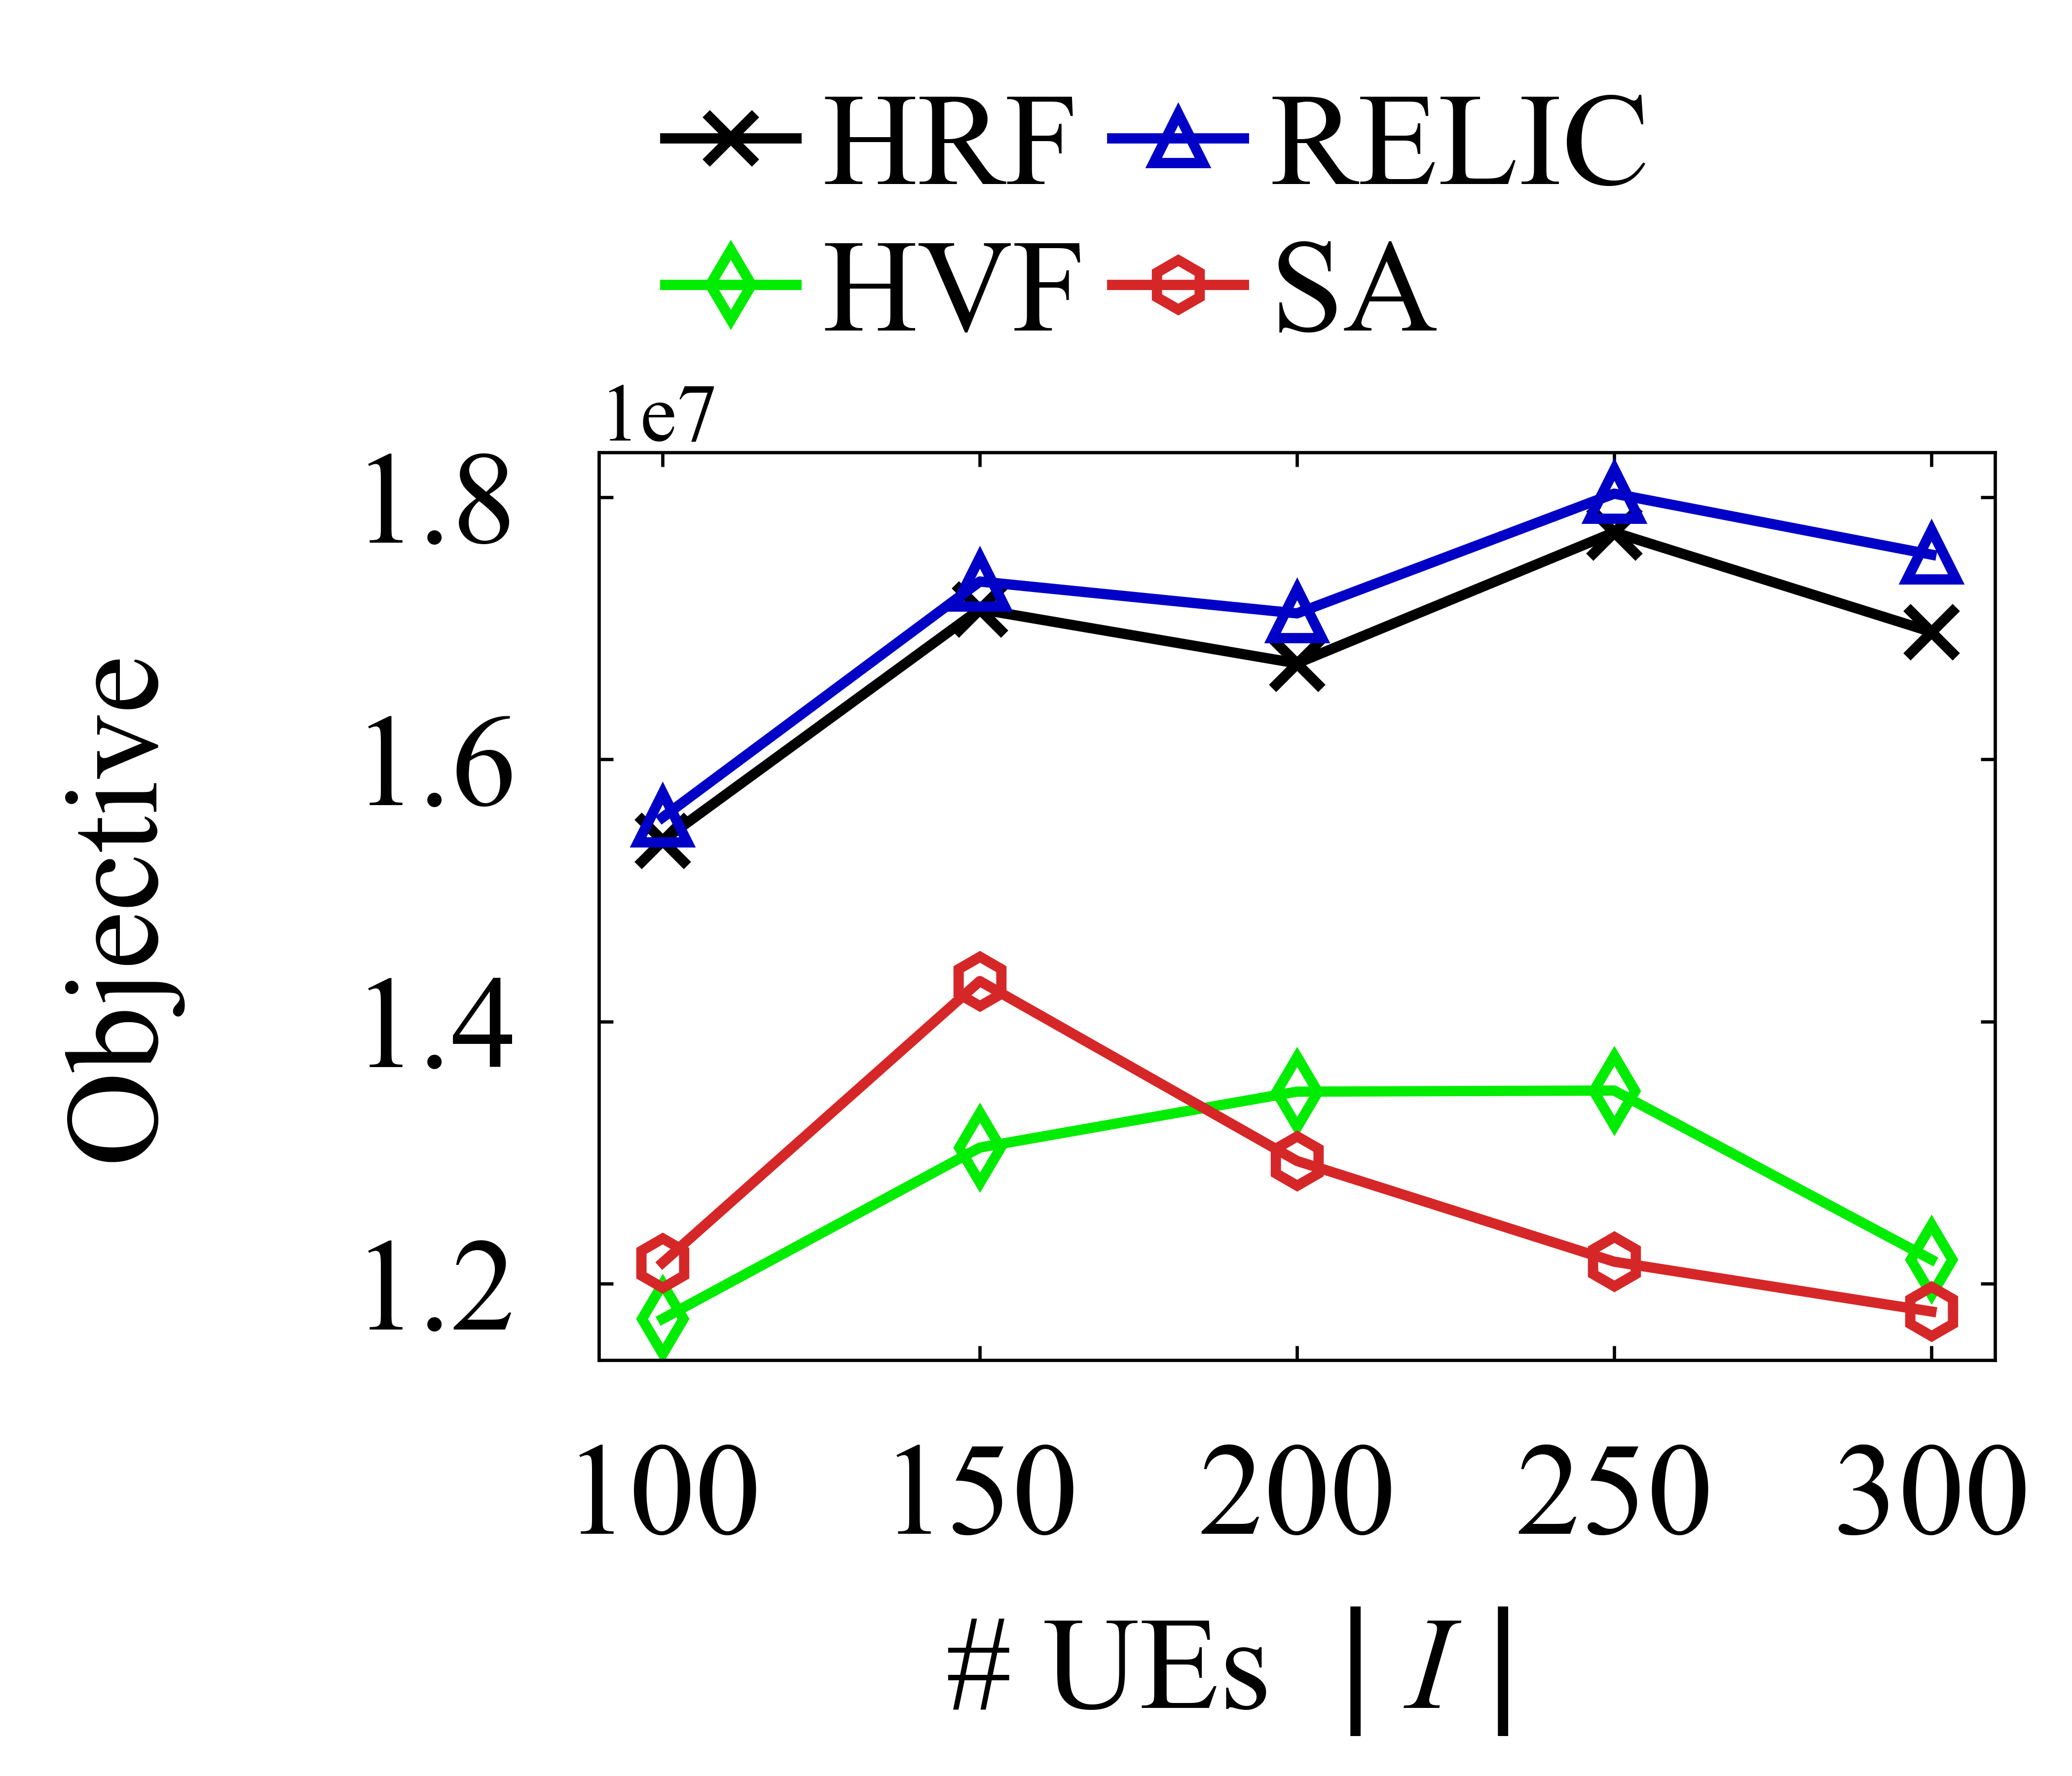 HRF RELIC
HVF SA
1e7
1.8
1.6
1.4
1.2
Objective
100 150 200 250 300
# UEs | I |